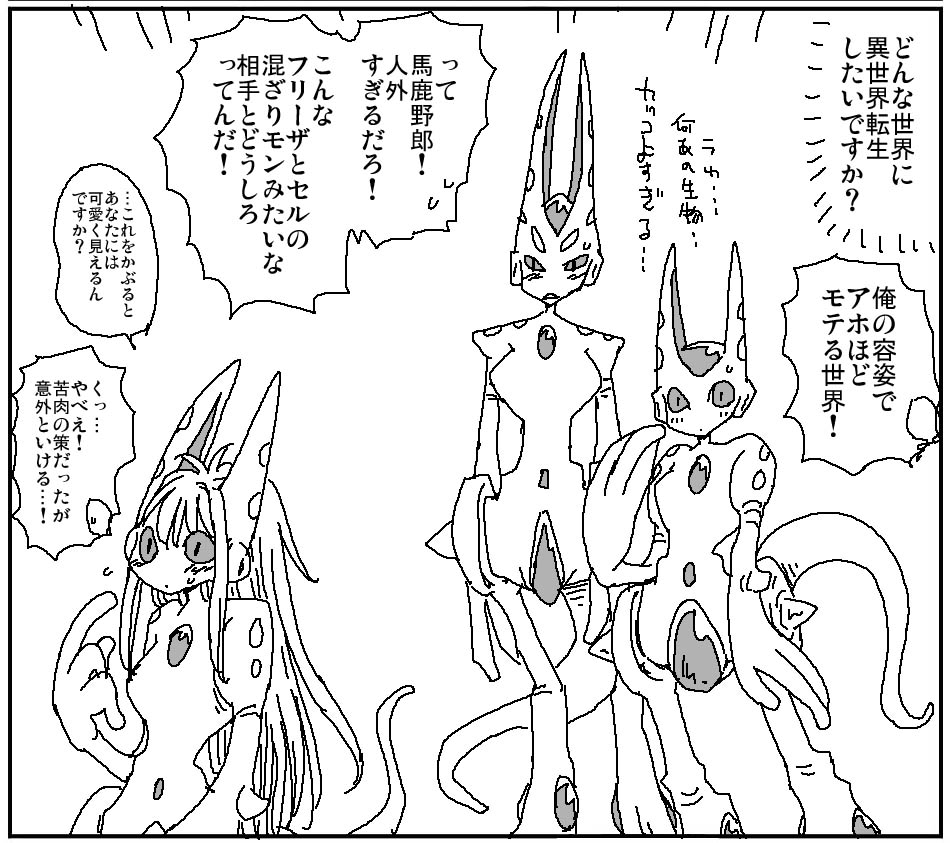 どんな世界に
異世界転生
したいですか？
俺の容姿で
アホほど
モテる世界！
うわ…
何あの生物…
カッコよすぎる…
って
馬鹿野郎！
人外
すぎるだろ！
こんな
フリーザとセルの
混ざりモンみたいな
相手とどうしろ
ってんだ！
…これをかぶると
あなたには
可愛く見えるん
ですか？
くっ…
やべえ！
苦肉の策だったが
意外といける…！